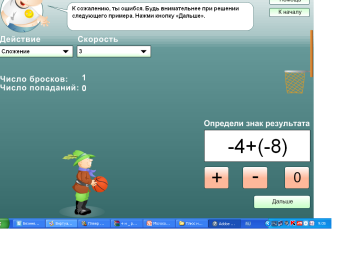 К сожалению, ты ошибся. Будь внимательнее при решении
следующего примера. Нажми кнопку «Дальше».
К началу
Действие Скорость
Сложение 3
Число бросков: 1
Число попаданий: 0
Определи знак результата
-4+(-8)
+ - 0
Дальше